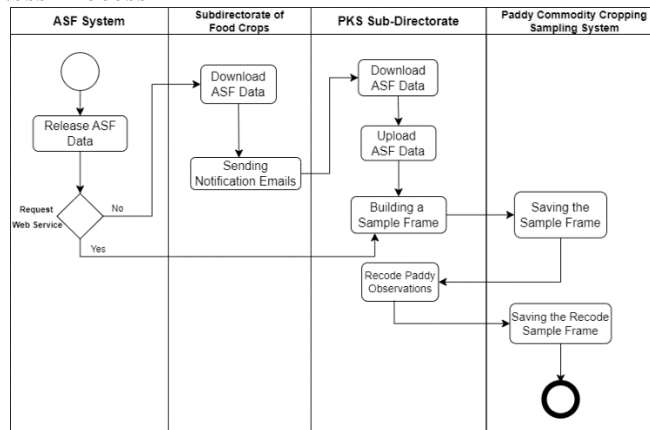 ASF System
Subdirectorate of
Food Crops
PKS Sub-Directorate
Paddy Commodity Cropping
Sampling System
Release ASF
Data
Request
Web Service
No
Yes
Download
ASF Data
Sending
Notification Emails
Download
ASF Data
Upload
ASF Data
Building a
Sample Frame
Saving the
Sample Frame
Recode Paddy
Observations
Saving the Recode
Sample Frame